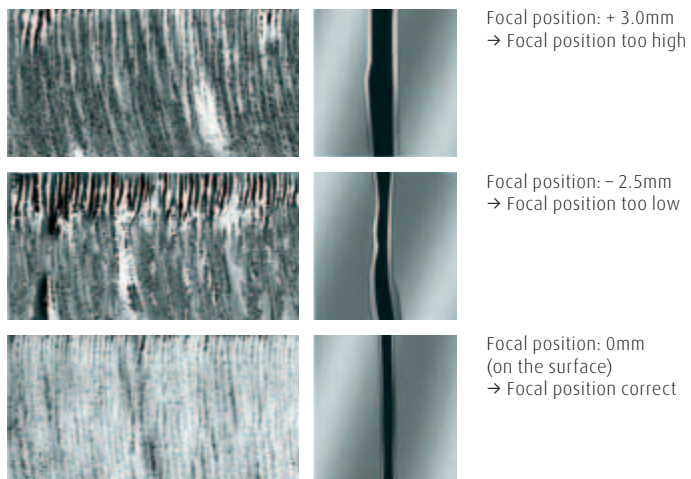 Focal position: + 3.0mm
→ Focal position too high
Focal position: – 2.5mm
→ Focal position too low
Focal position: 0mm
(on the surface)
→ Focal position correct